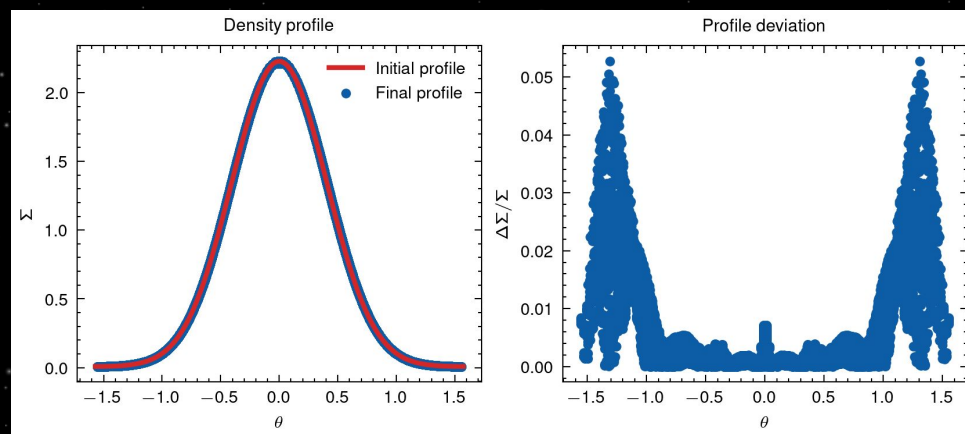 Density profile
Initial profile
Final profile
2.0
1.5
1.0
0.5
0.0
Σ
−1.5 −1.0 −0.5 0.0 0.5 1.0 1.5
θ
Profile deviation
0.05
0.04
0.03
0.02
0.01
0.00
ΔΣ/Σ
−1.5 −1.0 −0.5 0.0 0.5 1.0 1.5
θ